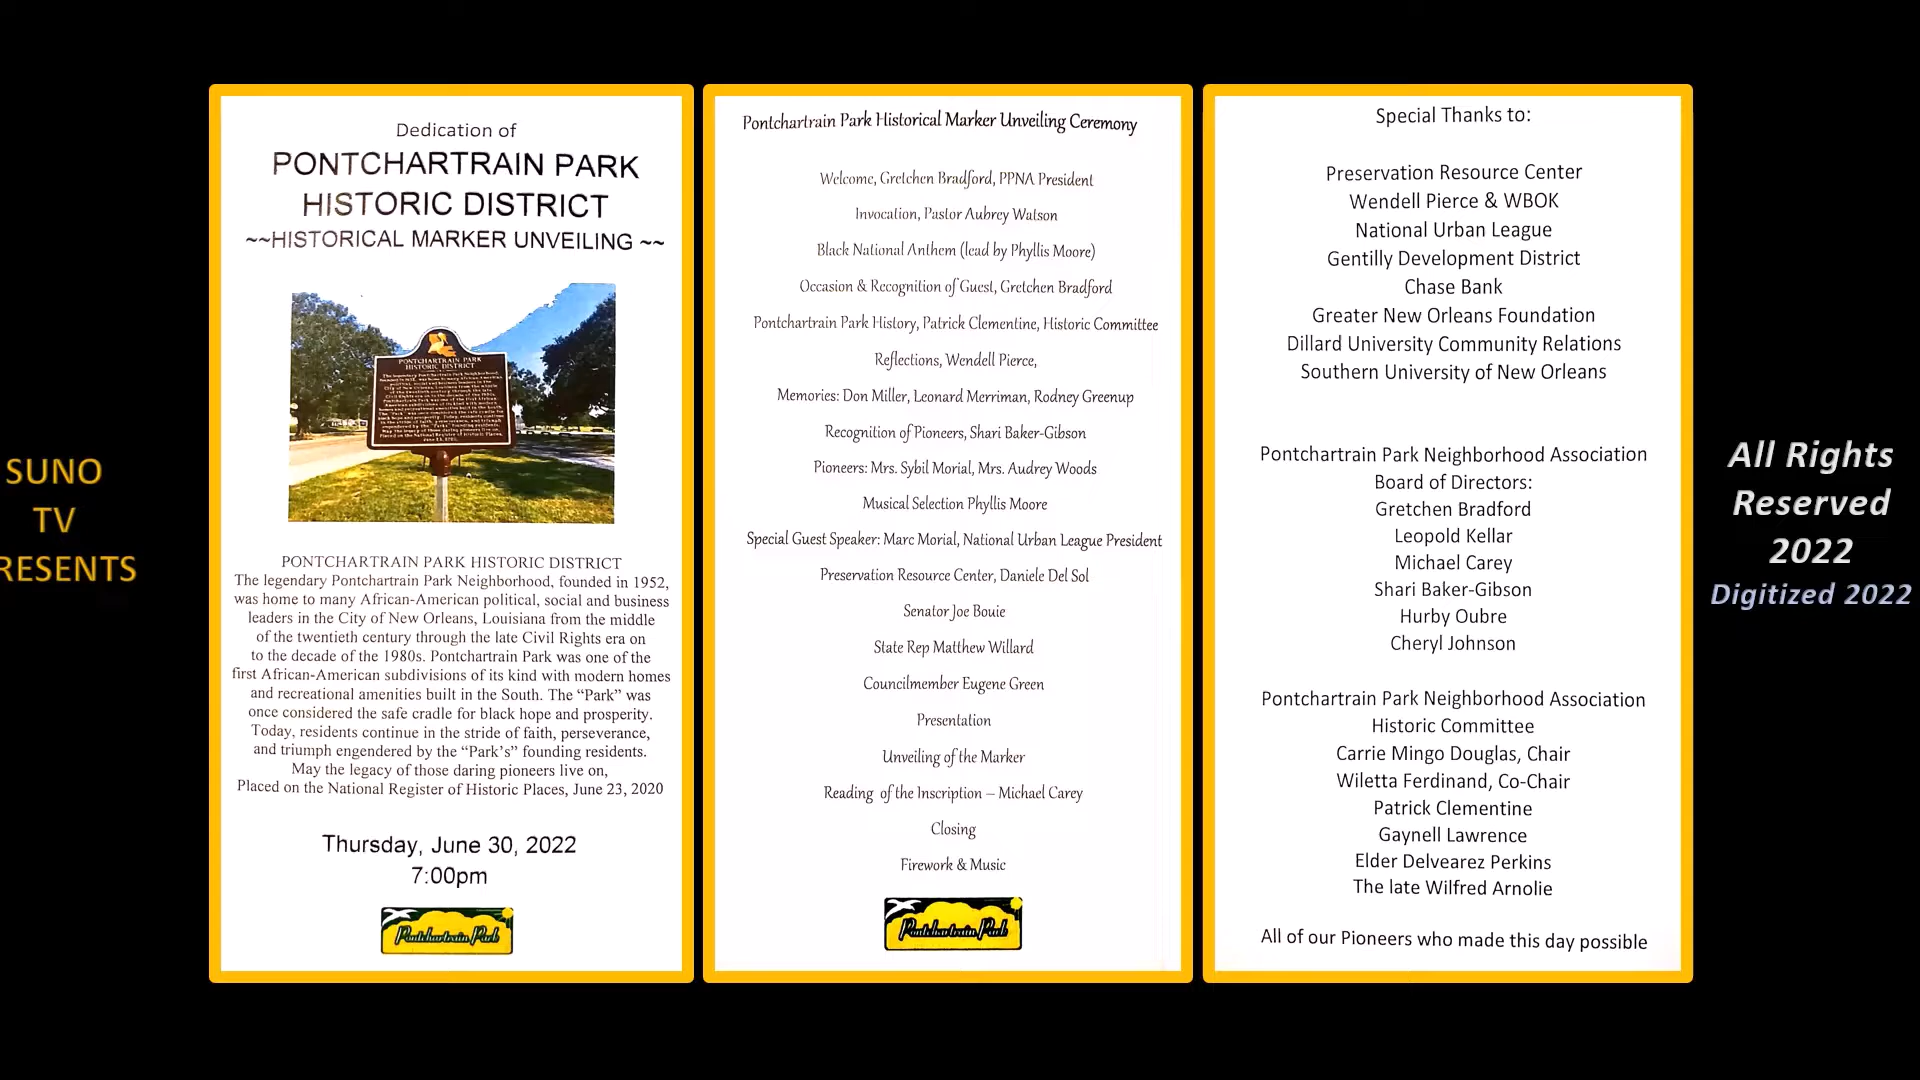 SUNO
TV
RESENTS
Dedication of
PONTCHARTRAIN PARK
HISTORIC DISTRICT
~~HISTORICAL MARKER UNVEILING ~~
PONTCHARTRAIN PARK
HISTORIC DISTRICT
PONTCHARTRAIN PARK HISTORIC DISTRICT
The legendary Pontchartrain Park Neighborhood, founded in 1952,
was home to many African-American political, social and business
leaders in the City of New Orleans, Louisiana from the middle
of the twentieth century through the late Civil Rights era on
to the decade of the 1980s. Pontchartrain Park was one of the
first African-American subdivisions of its kind with modern homes
and recreational amenities built in the South. The “Park” was
once considered the safe cradle for black hope and prosperity.
Today, residents continue in the stride of faith, perseverance,
and triumph engendered by the “Park’s” founding residents.
May the legacy of those daring pioneers live on,
Placed on the National Register of Historic Places, June 23, 2020
Thursday, June 30, 2022
7:00pm
Pontchartrain Park
Pontchartrain Park Historical Marker Unveiling Ceremony
Welcome, Gretchen Bradford, PPNA President
Invocation, Pastor Aubrey Watson
Black National Anthem (lead by Phyllis Moore)
Occasion & Recognition of Guest, Gretchen Bradford
Pontchartrain Park History, Patrick Clementine, Historic Committee
Reflections, Wendell Pierce,
Memories: Don Miller, Leonard Merriman, Rodney Greenup
Recognition of Pioneers, Shari Baker-Gibson
Pioneers: Mrs. Sybil Morial, Mrs. Audrey Woods
Musical Selection Phyllis Moore
Special Guest Speaker: Marc Morial, National Urban League President
Preservation Resource Center, Daniele Del Sol
Senator Joe Bouie
State Rep Matthew Willard
Councilmember Eugene Green
Presentation
Unveiling of the Marker
Reading of the Inscription – Michael Carey
Closing
Firework & Music
Pontchartrain Park
Special Thanks to:
Preservation Resource Center
Wendell Pierce & WBOK
National Urban League
Gentilly Development District
Chase Bank
Greater New Orleans Foundation
Dillard University Community Relations
Southern University of New Orleans
Pontchartrain Park Neighborhood Association
Board of Directors:
Gretchen Bradford
Leopold Kellar
Michael Carey
Shari Baker-Gibson
Hurby Oubre
Cheryl Johnson
Pontchartrain Park Neighborhood Association
Historic Committee
Carrie Mingo Douglas, Chair
Wiletta Ferdinand, Co-Chair
Patrick Clementine
Gaynell Lawrence
Elder Delvearez Perkins
The late Wilfred Arnolie
All of our Pioneers who made this day possible
All Rights
Reserved
2022
Digitized 2022